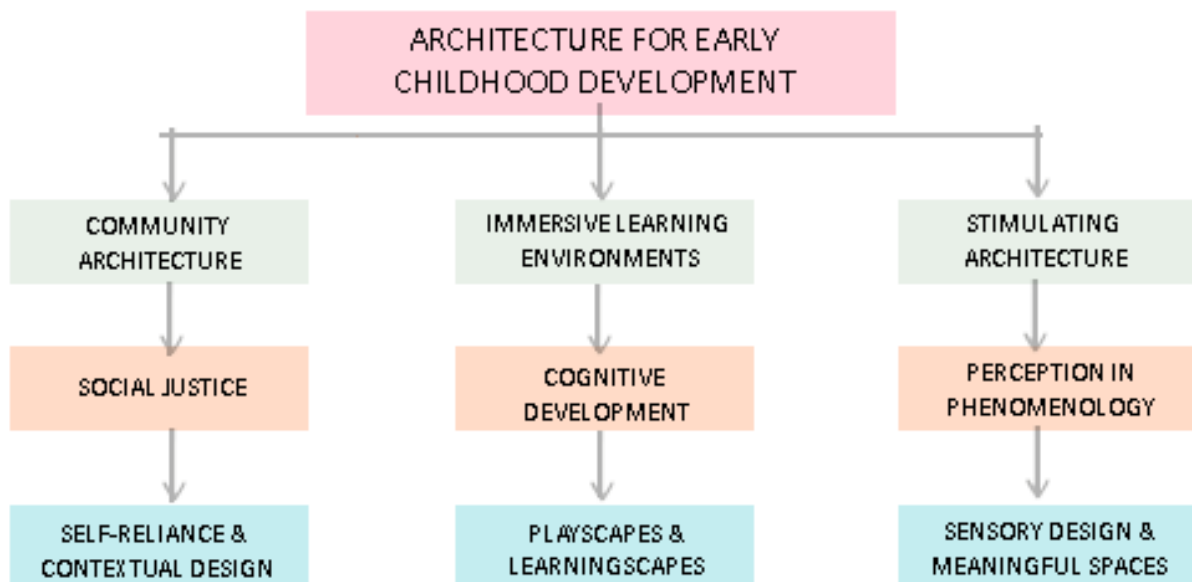 ARCHITECTURE FOR EARLY
CHILDHOOD DEVELOPMENT
COMMUNITY
ARCHITECTURE
IMMERSIVE LEARNING
ENVIRONMENTS
STIMULATING
ARCHITECTURE
SOCIAL JUSTICE
COGNITIVE
DEVELOPMENT
PERCEPTION IN
PHENOMENOLOGY
SELF-RELIANCE &
CONTEXTUAL DESIGN
PLAYSCAPES &
LEARNINGSCAPES
SENSORY DESIGN &
MEANINGFUL SPACES